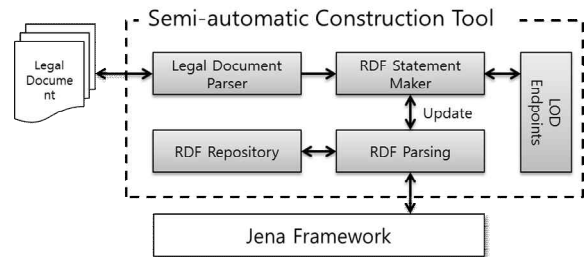 Semi-automatic Construction Tool
Legal
Documε
nt
Legal Document
Parser
RDF Statement
Maker
LOD
Endpoints
Update
RDF Repository
RDF Parsing
Jena Framework